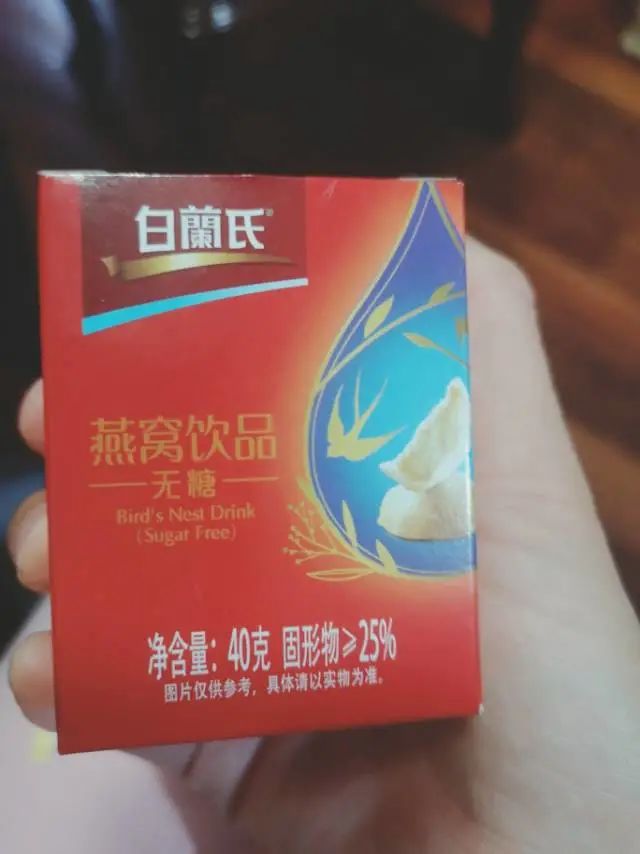 白蘭氏®
燕窝饮品
无糖
Bird's Nest Drink
(Sugar Free)
净含量：40克 固形物≥25%
图片仅供参考，具体请以实物为准。